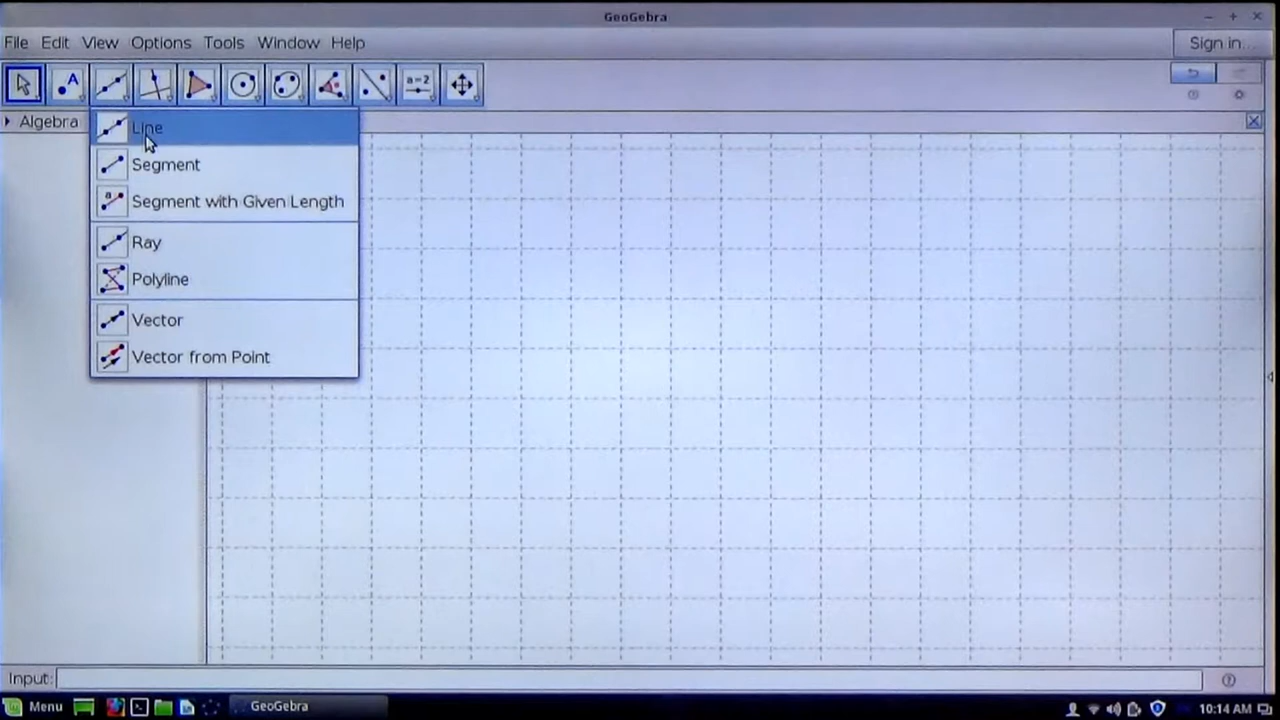 GeoGebra
File Edit View Options Tools Window Help
Sign in...
A
a=2
Algebra
Line
Segment
a
Segment with Given Length
Ray
Polyline
Vector
Vector from Point
Input:
Menu
GeoGebra
10:14 AM